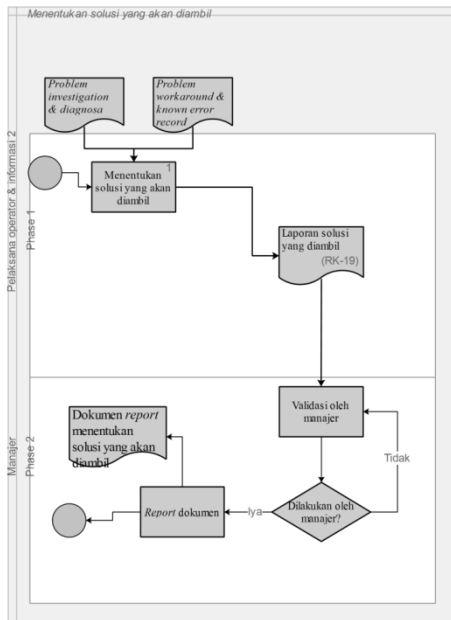 Menentukan solusi yang akan diambil
Problem
investigation
& diagnosa
Problem
workaround &
known error
record
Pelaksana operator & informasi 2
Phase 1
1
Menentukan
solusi yang akan
diambil
Laporan solusi
yang diambil
(RK-19)
Manajer
Phase 2
Validasi oleh
manajer
Tidak
Dilakukan oleh
manajer?
Iya
Report dokumen
Dokumen report
menentukan
solusi yang akan
diambil